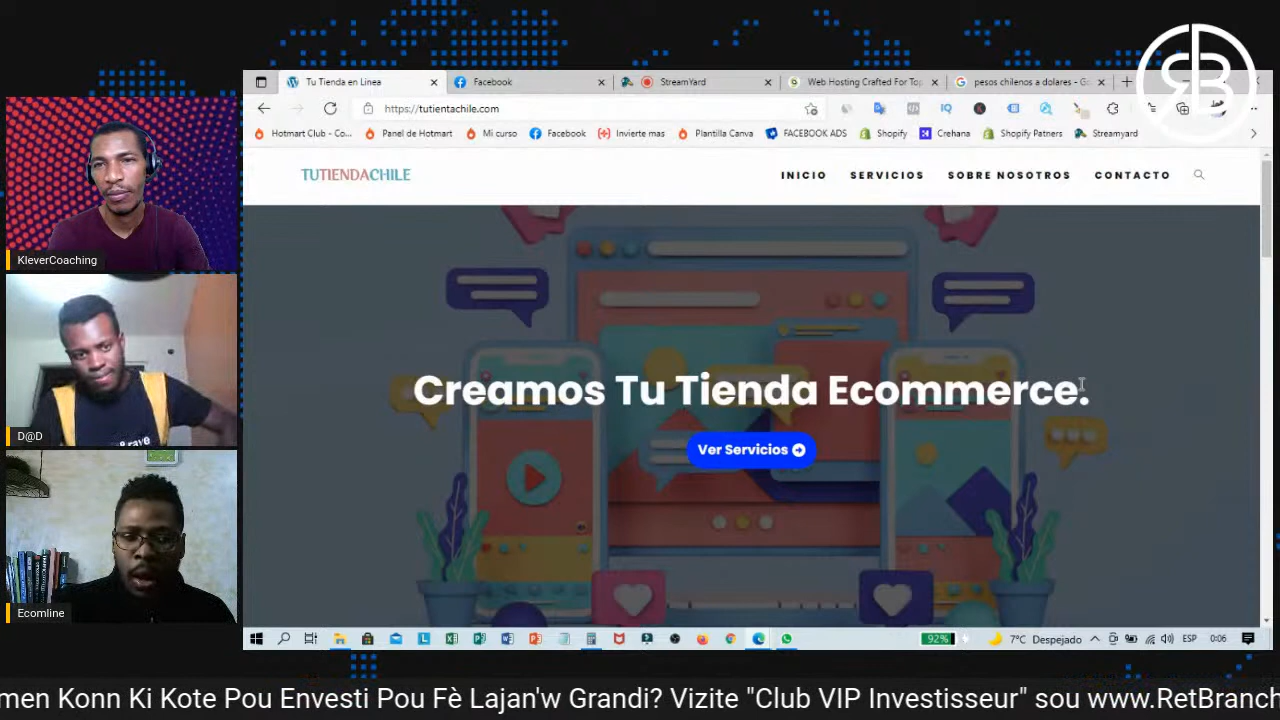 Tu Tienda en Línea
Facebook
StreamYard
Web Hosting Crafted For Top
pesos chilenos a dolares - Go
https://tutientachile.com
Hotmart Club - Co...
Panel de Hotmart
Mi curso
Facebook
Invierte mas
Plantilla Canva
FACEBOOK ADS
Shopify
Crehana
Shopify Patners
Streamyard
TUTIENDACHILE
INICIO
SERVICIOS
SOBRE NOSOTROS
CONTACTO
Creamos Tu Tienda Ecommerce.
Ver Servicios
KleverCoaching
D@D
Ecomline
92%
7°C Despejado
ESP
0:06
men Konn Ki Kote Pou Envesti Pou Fè Lajan'w Grandi? Vizite "Club VIP Investisseur" sou www.RetBranch